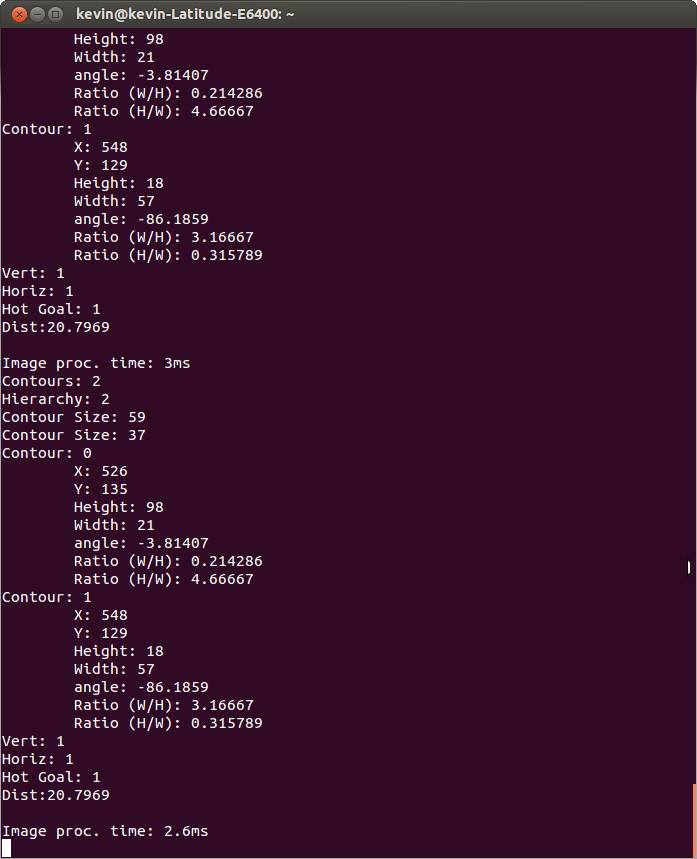 kevin@kevin-Latitude-E6400: ~
Height: 98
Width: 21
angle: -3.81407
Ratio (W/H): 0.214286
Ratio (H/W): 4.66667
Contour: 1
X: 548
Y: 129
Height: 18
Width: 57
angle: -86.1859
Ratio (W/H): 3.16667
Ratio (H/W): 0.315789
Vert: 1
Horiz: 1
Hot Goal: 1
Dist:20.7969
Image proc. time: 3ms
Contours: 2
Hierarchy: 2
Contour Size: 59
Contour Size: 37
Contour: 0
X: 526
Y: 135
Height: 98
Width: 21
angle: -3.81407
Ratio (W/H): 0.214286
Ratio (H/W): 4.66667
Contour: 1
X: 548
Y: 129
Height: 18
Width: 57
angle: -86.1859
Ratio (W/H): 3.16667
Ratio (H/W): 0.315789
Vert: 1
Horiz: 1
Hot Goal: 1
Dist:20.7969
Image proc. time: 2.6ms